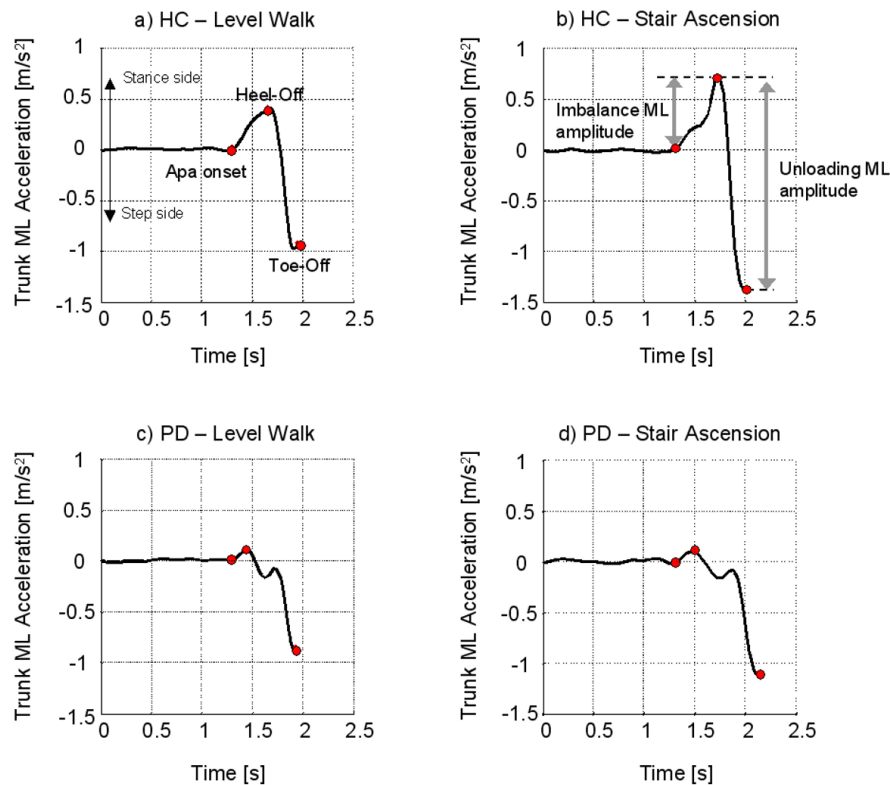 a) HC – Level Walk
Trunk ML Acceleration [m/s²]
1
0.5
0
-0.5
-1
-1.5
Stance side
Heel-Off
Apa onset
Step side
Toe-Off
0 0.5 1 1.5 2 2.5
Time [s]
b) HC – Stair Ascension
Trunk ML Acceleration [m/s²]
1
0.5
0
-0.5
-1
-1.5
Imbalance ML
amplitude
Unloading ML
amplitude
0 0.5 1 1.5 2 2.5
Time [s]
c) PD – Level Walk
Trunk ML Acceleration [m/s²]
1
0.5
0
-0.5
-1
-1.5
0 0.5 1 1.5 2 2.5
Time [s]
d) PD – Stair Ascension
Trunk ML Acceleration [m/s²]
1
0.5
0
-0.5
-1
-1.5
0 0.5 1 1.5 2 2.5
Time [s]